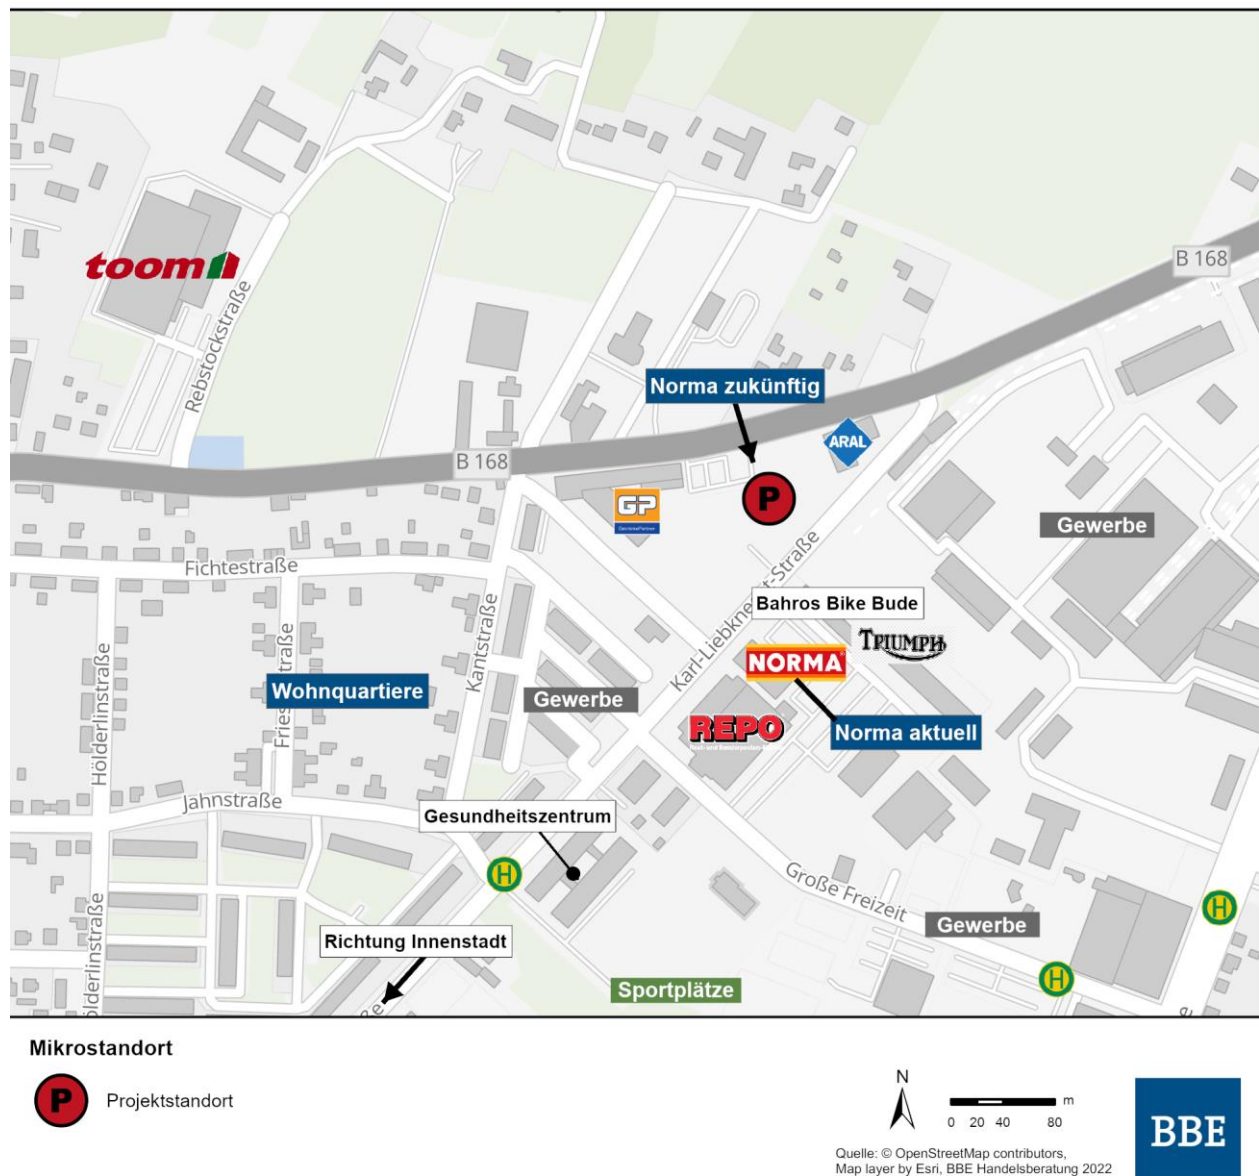 B 168
toom
Rebstockstraße
Norma zukünftig
ARAL
B 168
GP
GetränkePartner
P
Gewerbe
Fichtestraße
Karl-Liebknecht-Straße
Bahros Bike Bude
TRIUMPH
Kantstraße
NORMA
Hölderlinstraße
Wohnquartiere
Gewerbe
REPO
Norma aktuell
Jahnstraße
Gesundheitszentrum
H
Große Freizeit
H
Gewerbe
Richtung Innenstadt
H
Sportplätze
Mikrostandort
P
Projektstandort
N
m
0 20 40 80
BBE
Quelle: © OpenStreetMap contributors,
Map layer by Esri, BBE Handelsberatung 2022